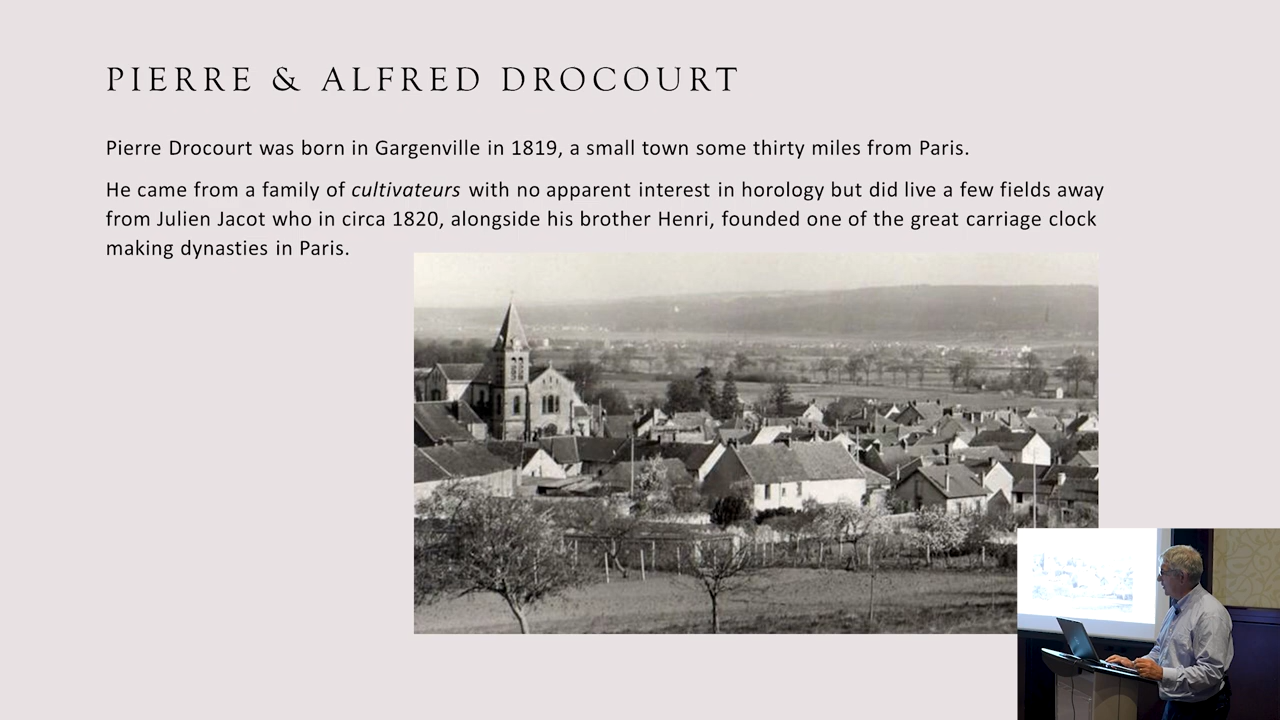 PIERRE & ALFRED DROCOURT
Pierre Drocourt was born in Gargenville in 1819, a small town some thirty miles from Paris.
He came from a family of cultivateurs with no apparent interest in horology but did live a few fields away
from Julien Jacot who in circa 1820, alongside his brother Henri, founded one of the great carriage clock
making dynasties in Paris.